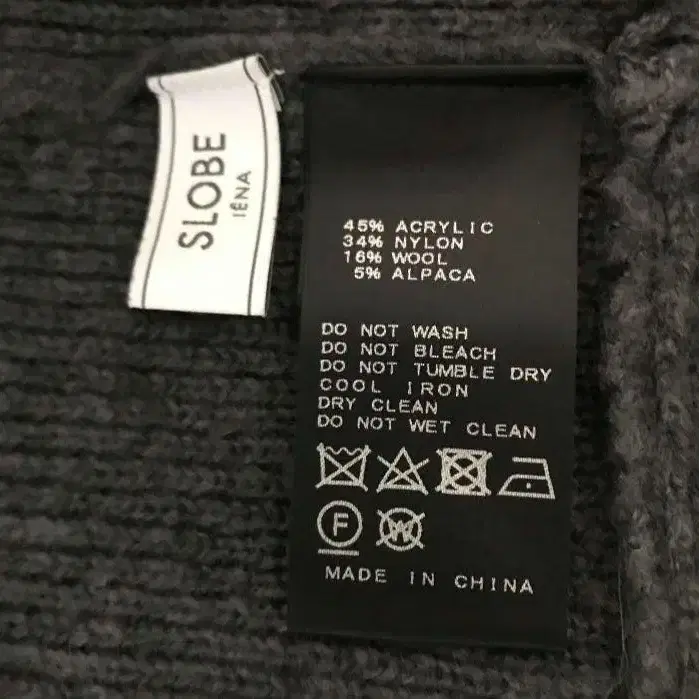 SLOBE
IÉNA
45% ACRYLIC
34% NYLON
16% WOOL
5% ALPACA
DO NOT WASH
DO NOT BLEACH
DO NOT TUMBLE DRY
COOL IRON
DRY CLEAN
DO NOT WET CLEAN
F W
MADE IN CHINA